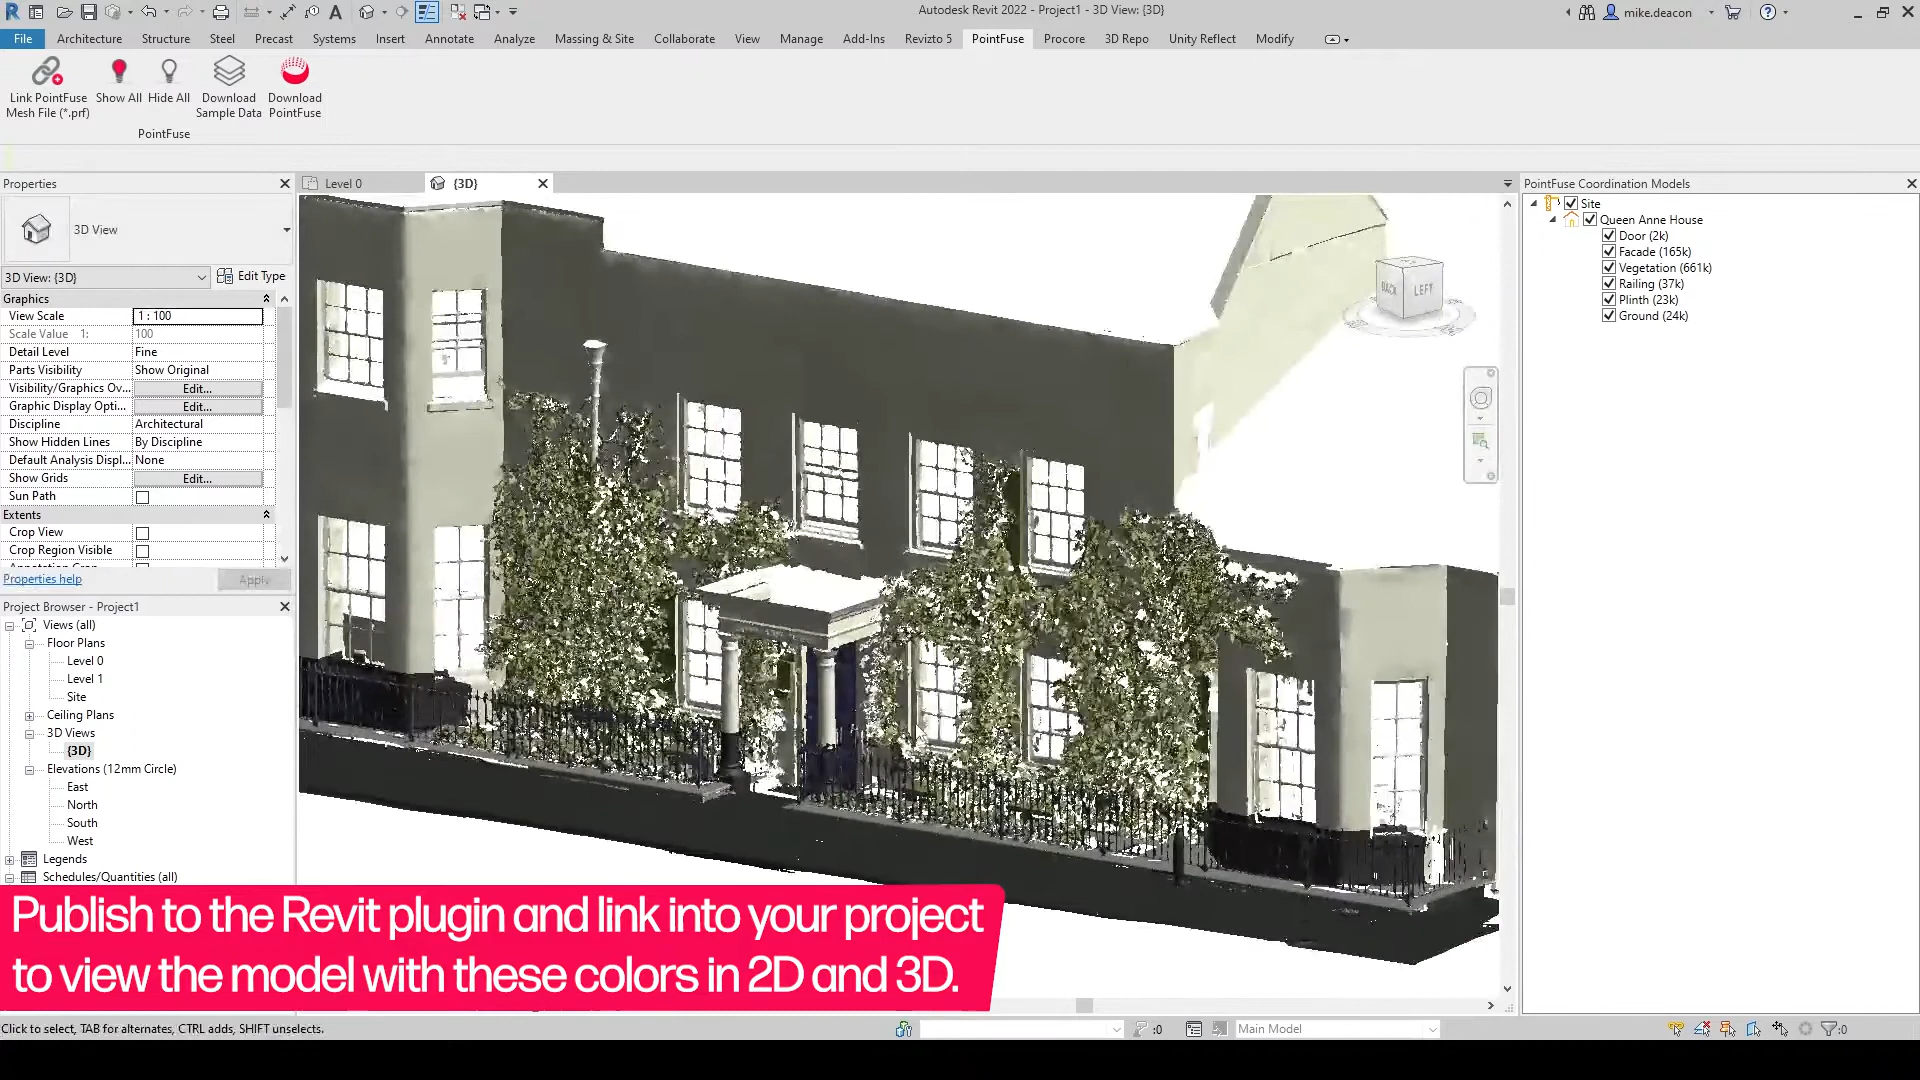 Autodesk Revit 2022 - Project1 - 3D View: {3D}
mike.deacon
File Architecture Structure Steel Precast Systems Insert Annotate Analyze Massing & Site Collaborate View Manage Add-Ins Revizto 5 PointFuse Procore 3D Repo Unity Reflect Modify
Link PointFuse Show All Hide All Download Download
Mesh File (*.prf) Sample Data PointFuse
PointFuse
Properties
Level 0
{3D}
PointFuse Coordination Models
3D View
3D View: {3D}
Edit Type
Graphics
View Scale 1 : 100
Scale Value 1: 100
Detail Level Fine
Parts Visibility Show Original
Visibility/Graphics Ov... Edit...
Graphic Display Opti... Edit...
Discipline Architectural
Show Hidden Lines By Discipline
Default Analysis Displ... None
Show Grids Edit...
Sun Path
Extents
Crop View
Crop Region Visible
Properties help
Apply
Project Browser - Project1
Views (all)
Floor Plans
Level 0
Level 1
Site
Ceiling Plans
3D Views
{3D}
Elevations (12mm Circle)
East
North
South
West
Legends
Schedules/Quantities (all)
BACK LEFT
Site
Queen Anne House
Door (2k)
Facade (165k)
Vegetation (661k)
Railing (37k)
Plinth (23k)
Ground (24k)
Publish to the Revit plugin and link into your project
to view the model with these colors in 2D and 3D.
Click to select, TAB for alternates, CTRL adds, SHIFT unselects.
:0
Main Model
:0